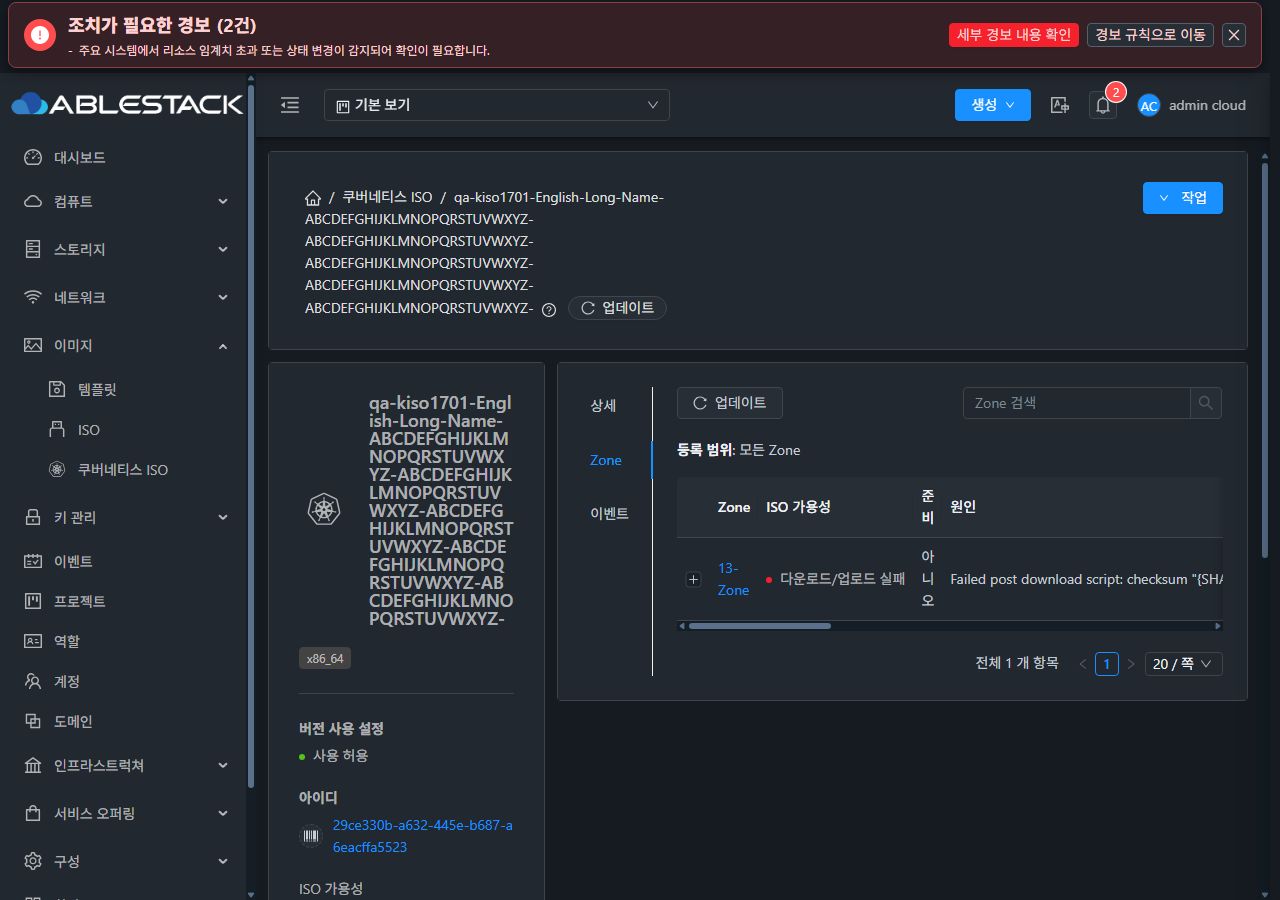 조치가 필요한 경보 (2건)
- 주요 시스템에서 리소스 임계치 초과 또는 상태 변경이 감지되어 확인이 필요합니다.
세부 경보 내용 확인
경보 규칙으로 이동
ABLESTACK
기본 보기
생성
2
AC
admin cloud
대시보드
컴퓨트
스토리지
네트워크
이미지
템플릿
ISO
쿠버네티스 ISO
키 관리
이벤트
프로젝트
역할
계정
도메인
인프라스트럭쳐
서비스 오퍼링
구성
/ 쿠버네티스 ISO / qa-kiso1701-English-Long-Name-
ABCDEFGHIJKLMNOPQRSTUVWXYZ-
ABCDEFGHIJKLMNOPQRSTUVWXYZ-
ABCDEFGHIJKLMNOPQRSTUVWXYZ-
ABCDEFGHIJKLMNOPQRSTUVWXYZ-
ABCDEFGHIJKLMNOPQRSTUVWXYZ-
업데이트
작업
qa-kiso1701-Engl
ish-Long-Name-
ABCDEFGHIJKLM
NOPQRSTUVWX
YZ-ABCDEFGHIJK
LMNOPQRSTUV
WXYZ-ABCDEFG
HIJKLMNOPQRST
UVWXYZ-ABCDE
FGHIJKLMNOPQ
RSTUVWXYZ-AB
CDEFGHIJKLMNO
PQRSTUVWXYZ-
x86_64
버전 사용 설정
사용 허용
아이디
29ce330b-a632-445e-b687-a
6eacffa5523
ISO 가용성
상세
Zone
이벤트
업데이트
Zone 검색
등록 범위: 모든 Zone
Zone
ISO 가용성
준
비
원인
13-
Zone
다운로드/업로드 실패
아
니
오
Failed post download script: checksum "{SHA
전체 1 개 항목
1
20 / 쪽